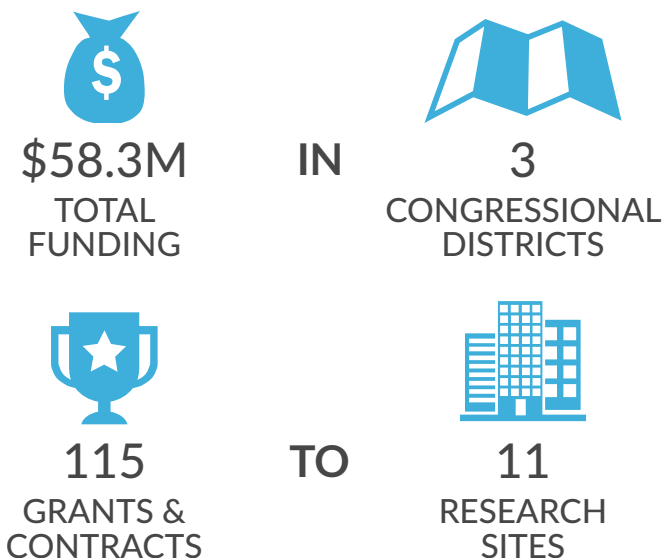 $
$58.3M
TOTAL
FUNDING
IN
3
CONGRESSIONAL
DISTRICTS
115
GRANTS &
CONTRACTS
TO
11
RESEARCH
SITES